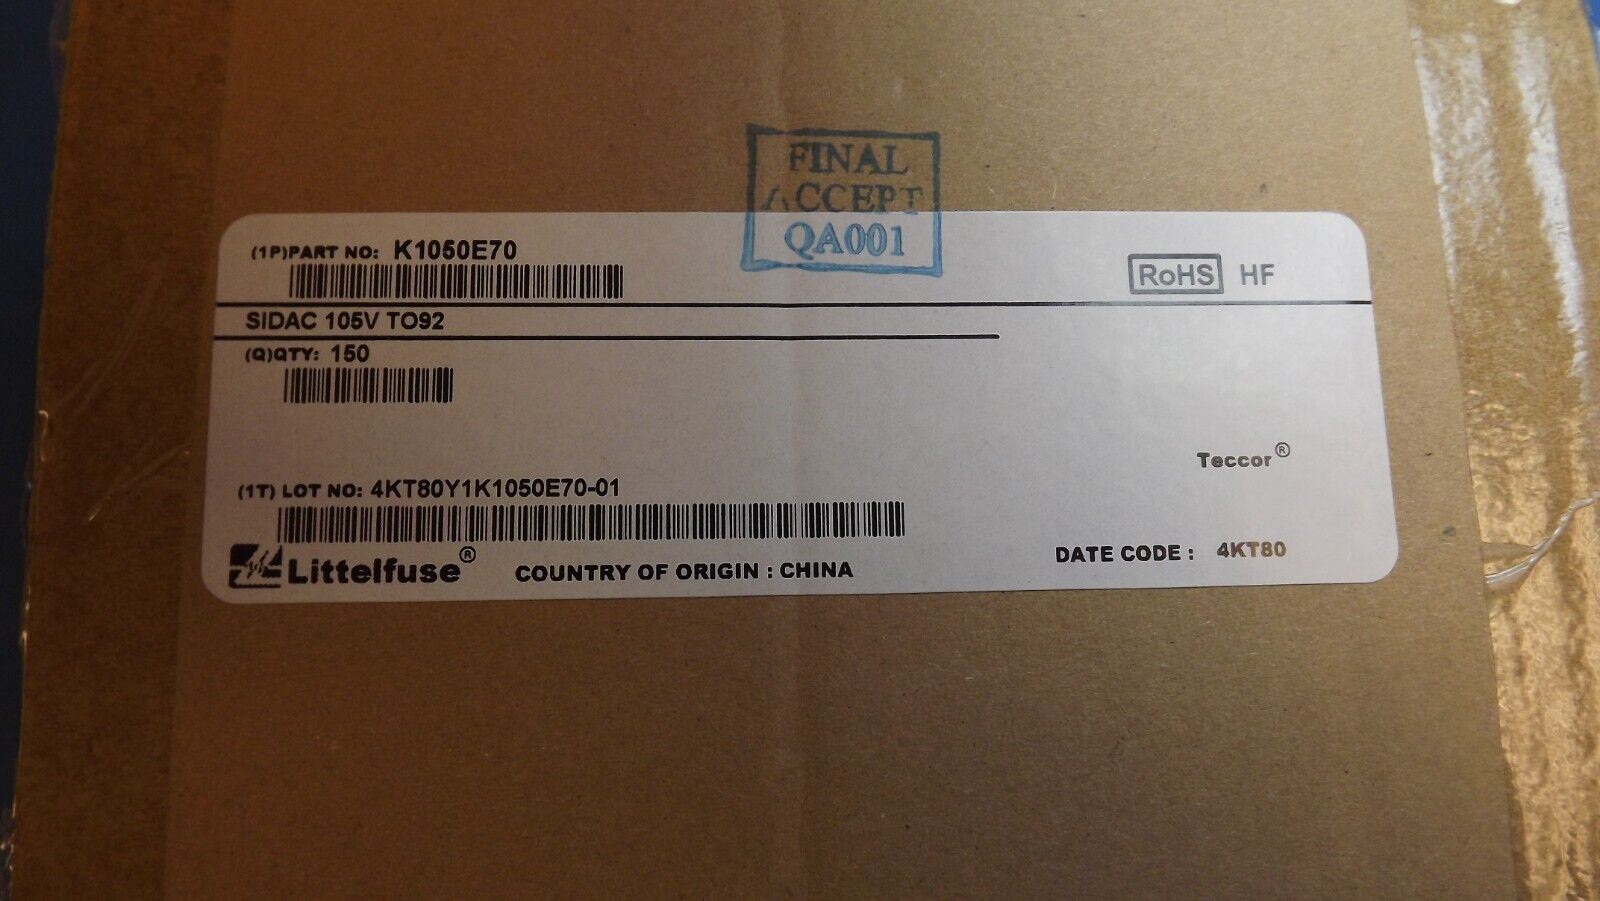 FINAL
ACCEPT
QA001
(1P)PART NO: K1050E70
RoHS HF
SIDAC 105V TO92
(Q)QTY: 150
Teccor®
(1T) LOT NO: 4KT80Y1K1050E70-01
Littelfuse® COUNTRY OF ORIGIN : CHINA
DATE CODE : 4KT80